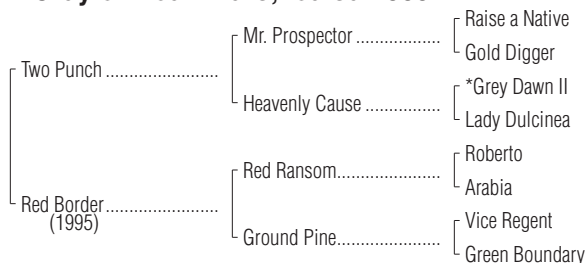 Raise a Native
Mr. Prospector ..................
Gold Digger
Two Punch ........................
*Grey Dawn II
Heavenly Cause ................
Lady Dulcinea
Roberto
Red Ransom......................
Arabia
Red Border........................
(1995)
Vice Regent
Ground Pine......................
Green Boundary